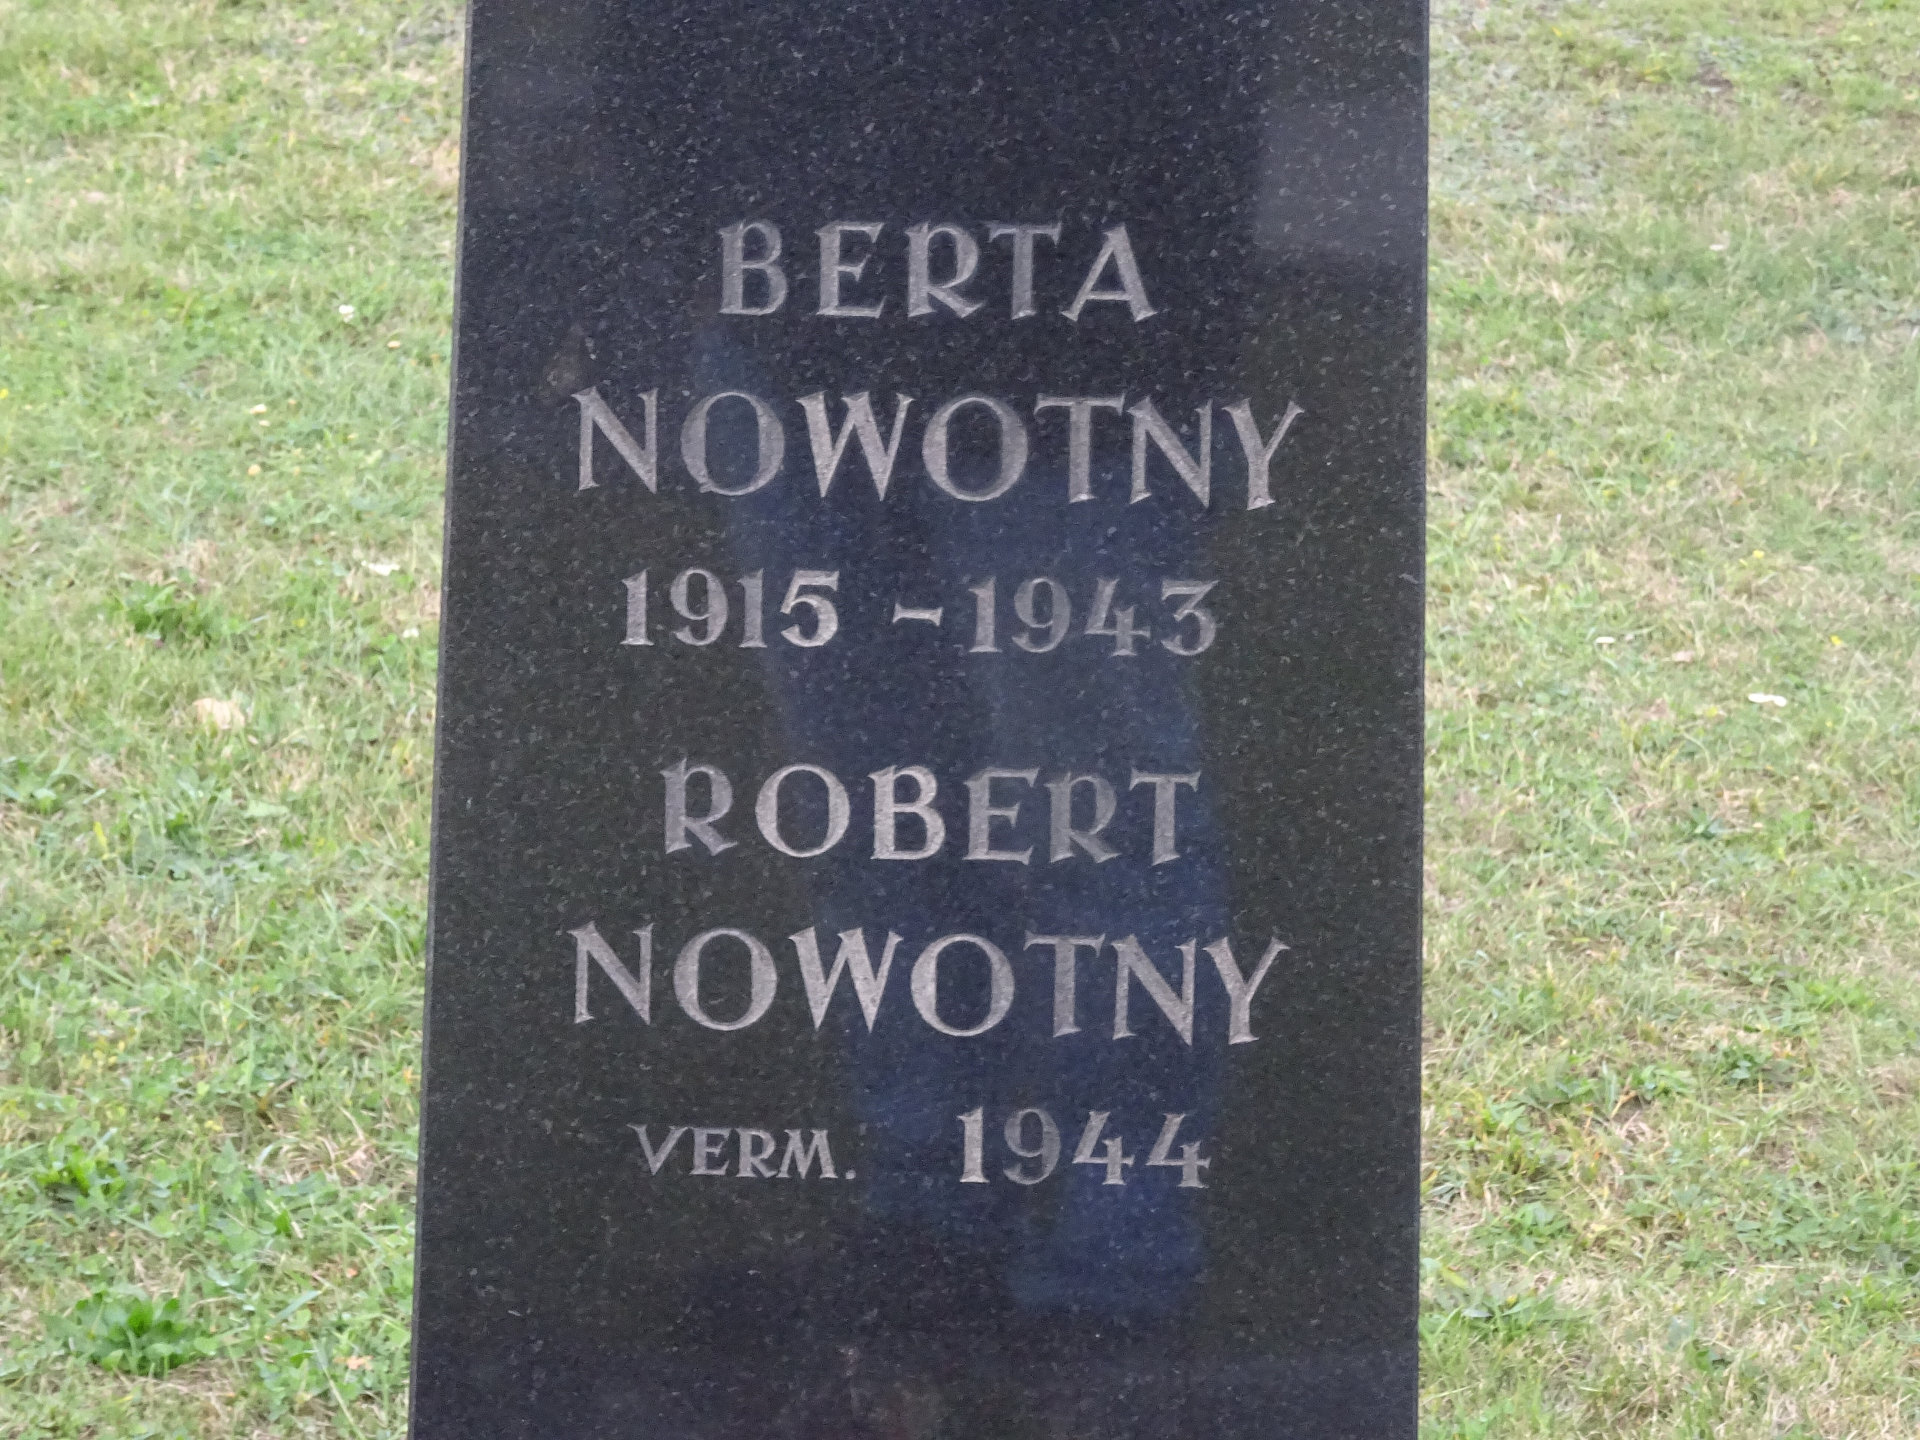 BERTA
NOWOTNY
1915 - 1943
ROBERT
NOWOTNY
VERM. 1944